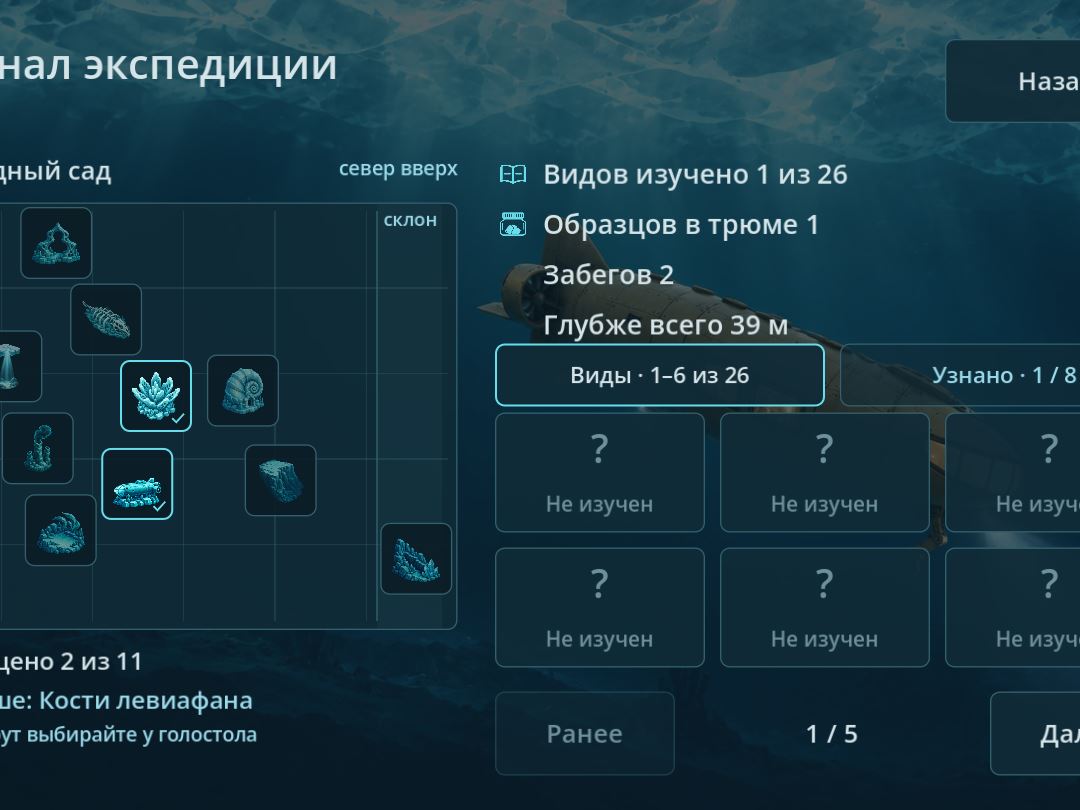 нал экспедиции
Наза
дный сад
север вверх
склон
Видов изучено 1 из 26
Образцов в трюме 1
Забегов 2
Глубже всего 39 м
Виды · 1–6 из 26
Узнано · 1 / 8
?
?
?
Не изучен
Не изучен
Не изуч
?
?
?
Не изучен
Не изучен
Не изуч
цено 2 из 11
ше: Кости левиафана
рут выбирайте у голостола
Ранее
1 / 5
Дал